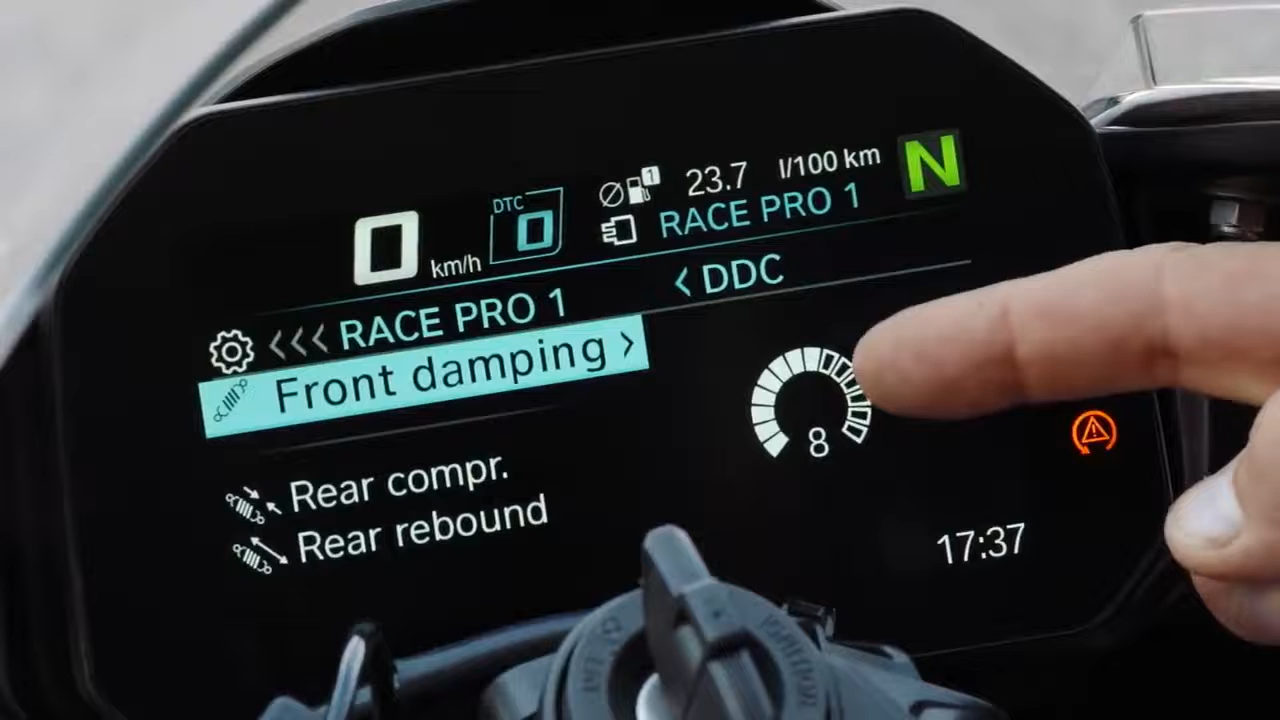 0 km/h
DTC
0
1 23.7 l/100 km
RACE PRO 1
N
<<< RACE PRO 1
< DDC
Front damping >
8
Rear compr.
Rear rebound
17:37